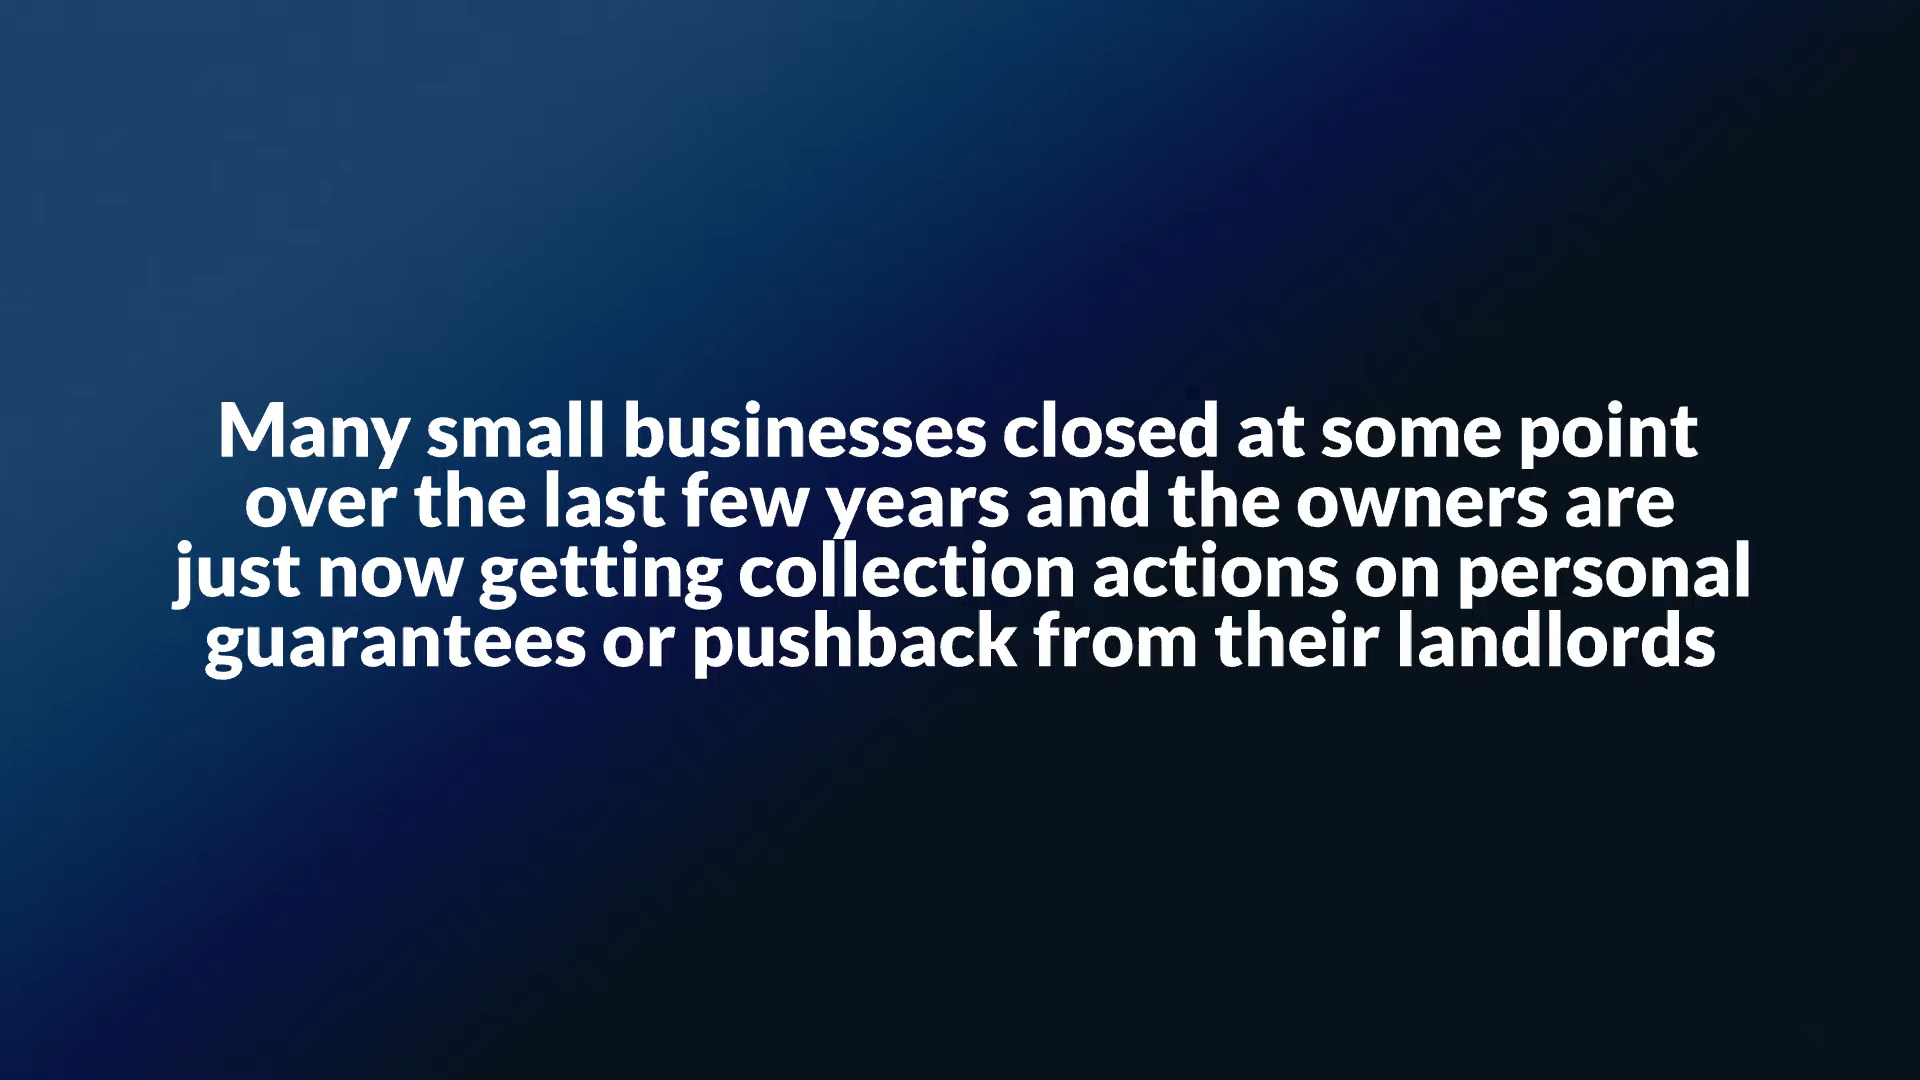 Many small businesses closed at some point
over the last few years and the owners are
just now getting collection actions on personal
guarantees or pushback from their landlords